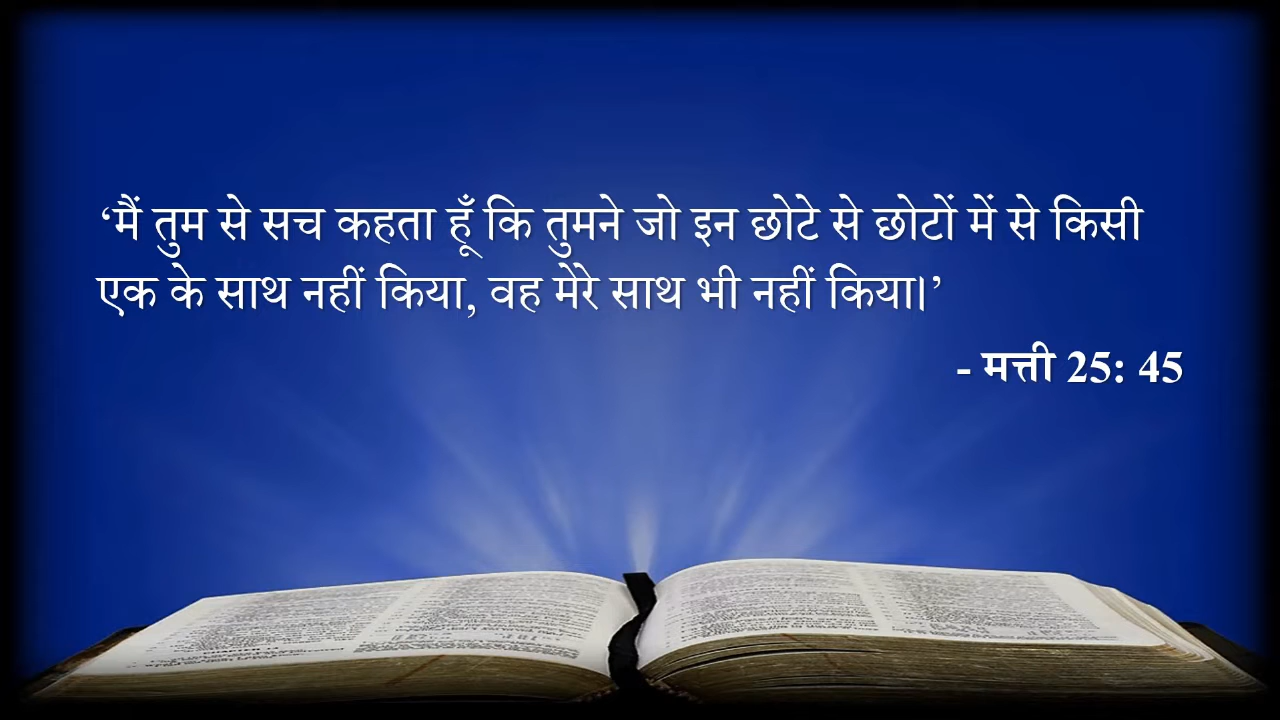 ‘मैं तुम से सच कहता हूँ कि तुमने जो इन छोटे से छोटों में से किसी
एक के साथ नहीं किया, वह मेरे साथ भी नहीं किया।’
- मत्ती 25: 45